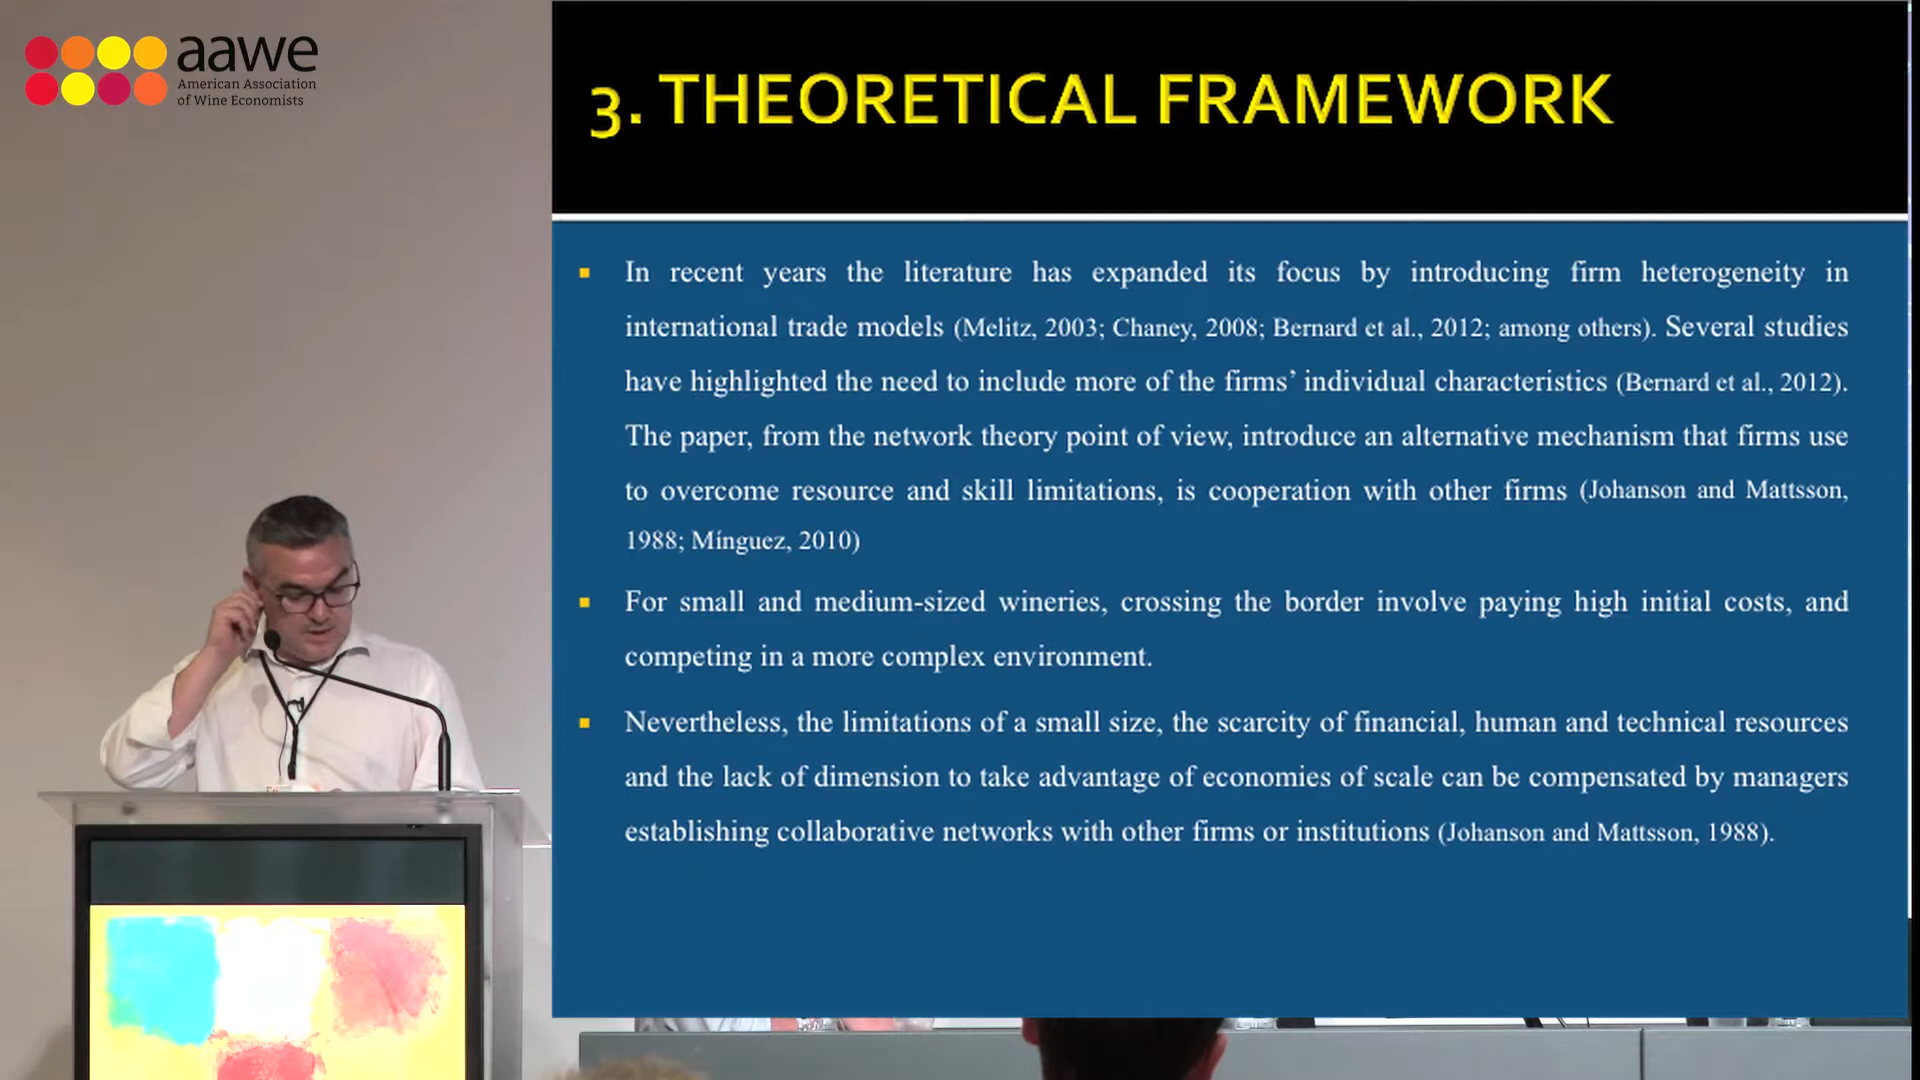 aawe
American Association
of Wine Economists
3. THEORETICAL FRAMEWORK
In recent years the literature has expanded its focus by introducing firm heterogeneity in
international trade models (Melitz, 2003; Chaney, 2008; Bernard et al., 2012; among others). Several studies
have highlighted the need to include more of the firms’ individual characteristics (Bernard et al., 2012).
The paper, from the network theory point of view, introduce an alternative mechanism that firms use
to overcome resource and skill limitations, is cooperation with other firms (Johanson and Mattsson,
1988; Mínguez, 2010)
For small and medium-sized wineries, crossing the border involve paying high initial costs, and
competing in a more complex environment.
Nevertheless, the limitations of a small size, the scarcity of financial, human and technical resources
and the lack of dimension to take advantage of economies of scale can be compensated by managers
establishing collaborative networks with other firms or institutions (Johanson and Mattsson, 1988).